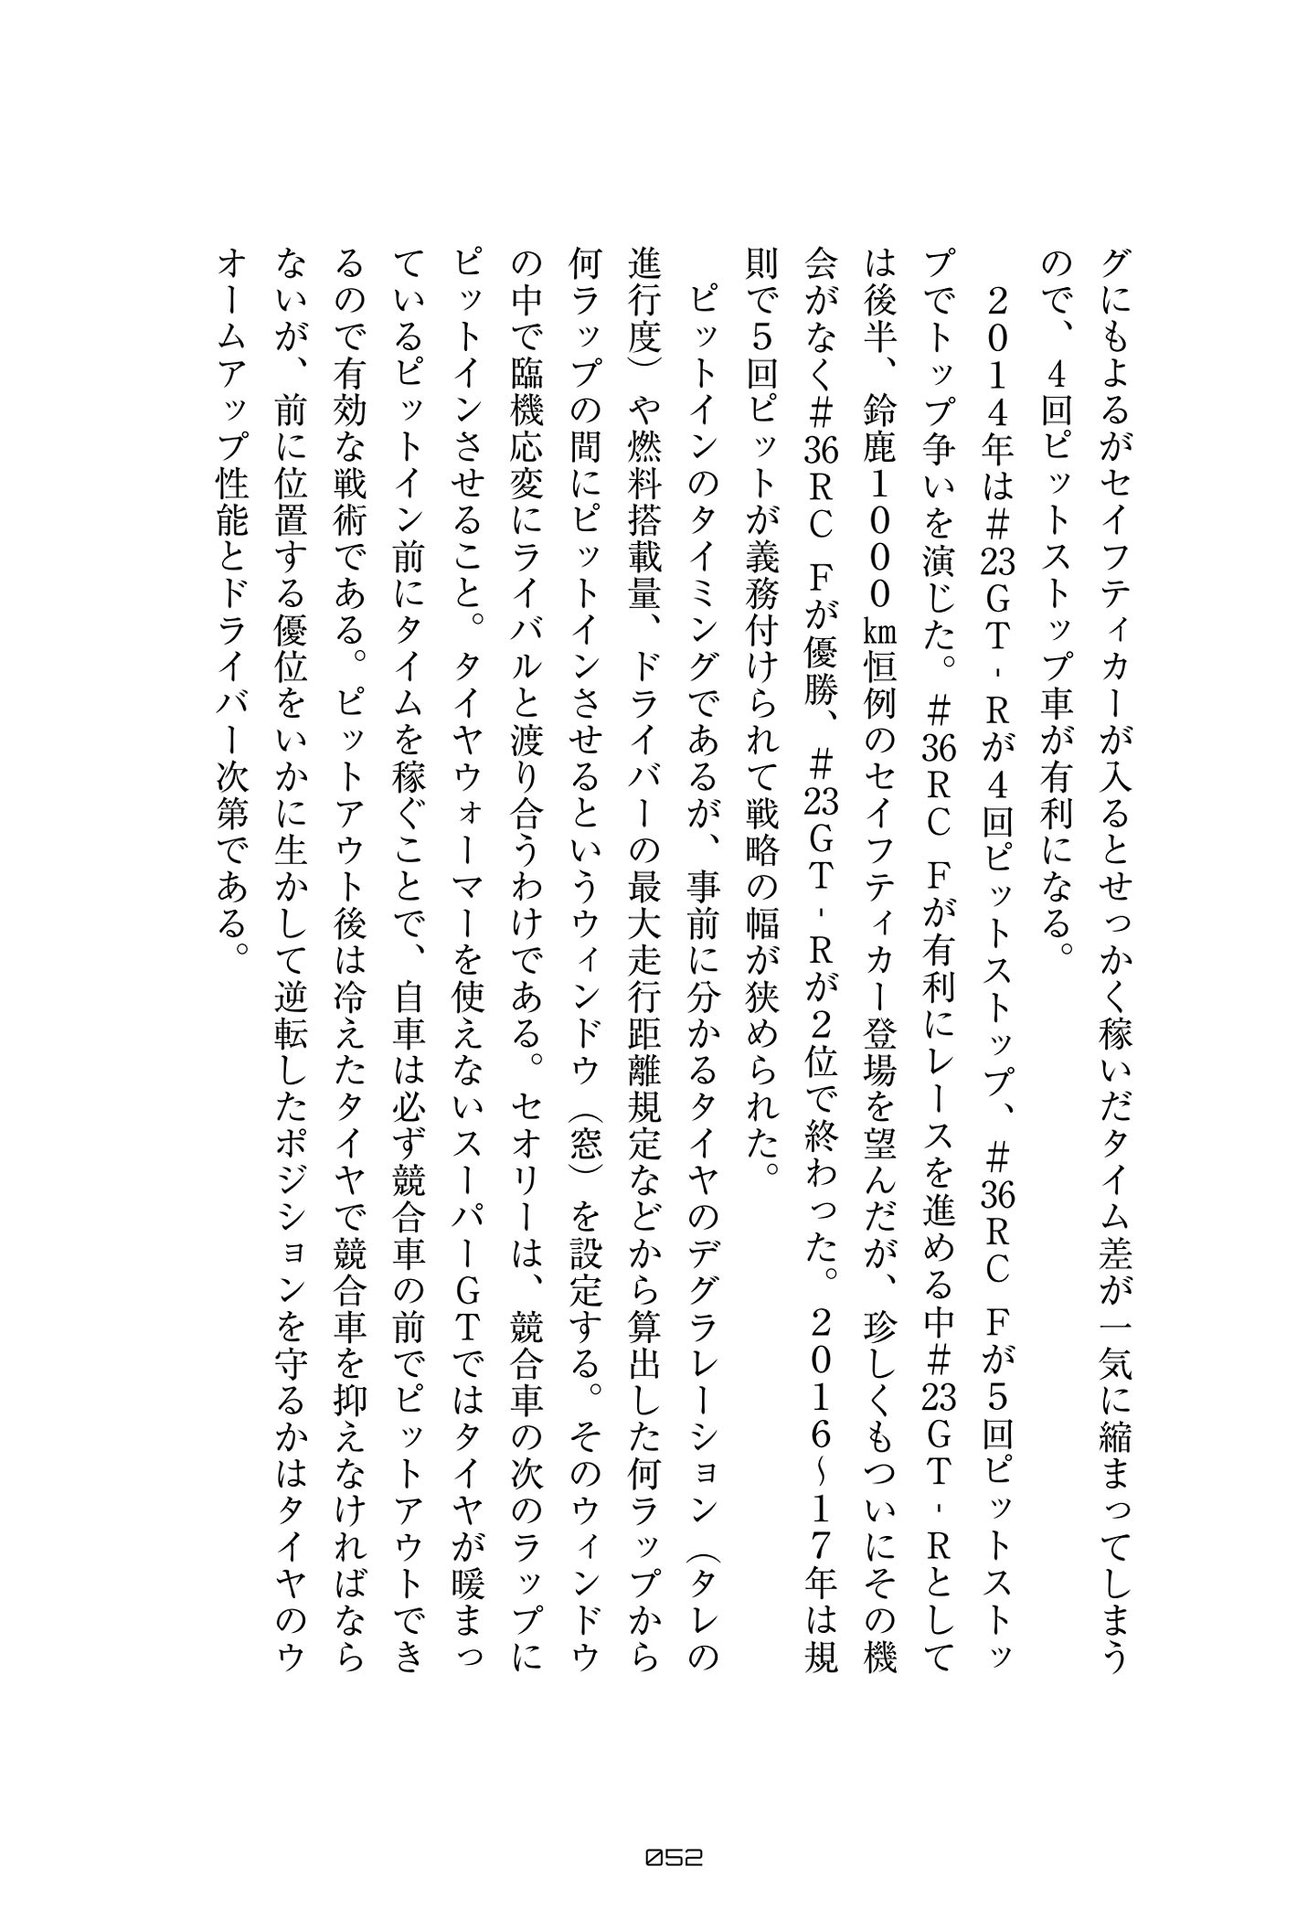 グにもよるがセイフティカーが入るとせっかく稼いだタイム差が一気に縮まってしまう
ので、４回ピットストップ車が有利になる。
　２０１４年は＃23ＧＴ‐Ｒが４回ピットストップ、＃36ＲＣ Ｆが５回ピットストッ
プでトップ争いを演じた。＃36ＲＣ Ｆが有利にレースを進める中＃23ＧＴ‐Ｒとして
は後半、鈴鹿１０００㎞恒例のセイフティカー登場を望んだが、珍しくもついにその機
会がなく＃36ＲＣ Ｆが優勝、＃23ＧＴ‐Ｒが２位で終わった。２０１６〜１７年は規
則で５回ピットが義務付けられて戦略の幅が狭められた。
　ピットインのタイミングであるが、事前に分かるタイヤのデグラレーション（タレの
進行度）や燃料搭載量、ドライバーの最大走行距離規定などから算出した何ラップから
何ラップの間にピットインさせるというウィンドウ（窓）を設定する。そのウィンドウ
の中で臨機応変にライバルと渡り合うわけである。セオリーは、競合車の次のラップに
ピットインさせること。タイヤウォーマーを使えないスーパーＧＴではタイヤが暖まっ
ているピットイン前にタイムを稼ぐことで、自車は必ず競合車の前でピットアウトでき
るので有効な戦術である。ピットアウト後は冷えたタイヤで競合車を抑えなければなら
ないが、前に位置する優位をいかに生かして逆転したポジションを守るかはタイヤのウ
オームアップ性能とドライバー次第である。
052